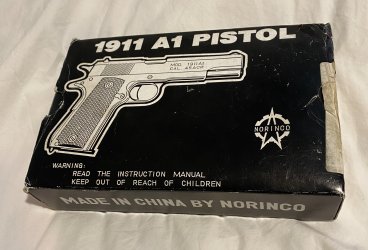 1911 A1 PISTOL
MOD. 1911A1
CAL. .45ACP
NORINCO
WARNING:
READ THE INSTRUCTION MANUAL
KEEP OUT OF REACH OF CHILDREN
MADE IN CHINA BY NORINCO